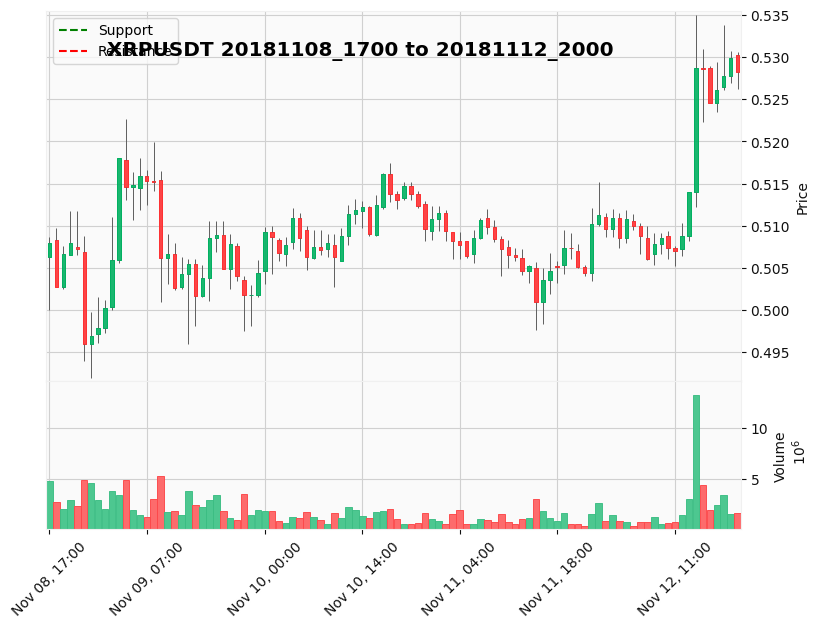 Support
Resistance
XRPUSDT 20181108_1700 to 20181112_2000
0.535
0.530
0.525
0.520
0.515
0.510
0.505
0.500
0.495
Price
10
5
Volume
10^6
Nov 08, 17:00
Nov 09, 07:00
Nov 10, 00:00
Nov 10, 14:00
Nov 11, 04:00
Nov 11, 18:00
Nov 12, 11:00